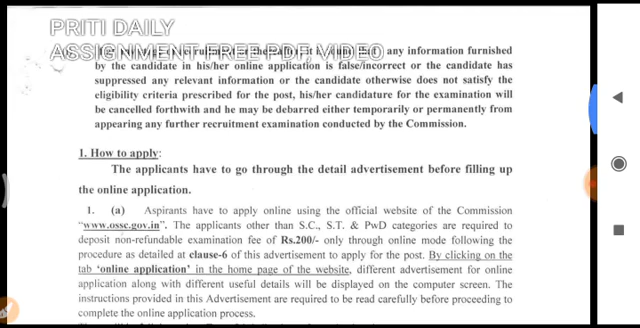 PRITI DAILY
ASSIGNMENT FREE PDF, VIDEO
any information furnished
by the candidate in his/her online application is false/incorrect or the candidate has
suppressed any relevant information or the candidate otherwise does not satisfy the
eligibility criteria prescribed for the post, his/her candidature for the examination will
be cancelled forthwith and he may be debarred either temporarily or permanently from
appearing any further recruitment examination conducted by the Commission.
1. How to apply:
The applicants have to go through the detail advertisement before filling up
the online application.
1. (a) Aspirants have to apply online using the official website of the Commission
"www.ossc.gov.in". The applicants other than S.C., S.T. & PwD categories are required to
deposit non-refundable examination fee of Rs.200/- only through online mode following the
procedure as detailed at clause-6 of this advertisement to apply for the post. By clicking on the
tab 'online application' in the home page of the website, different advertisement for online
application along with different useful details will be displayed on the computer screen. The
instructions provided in this Advertisement are required to be read carefully before proceeding to
complete the online application process.